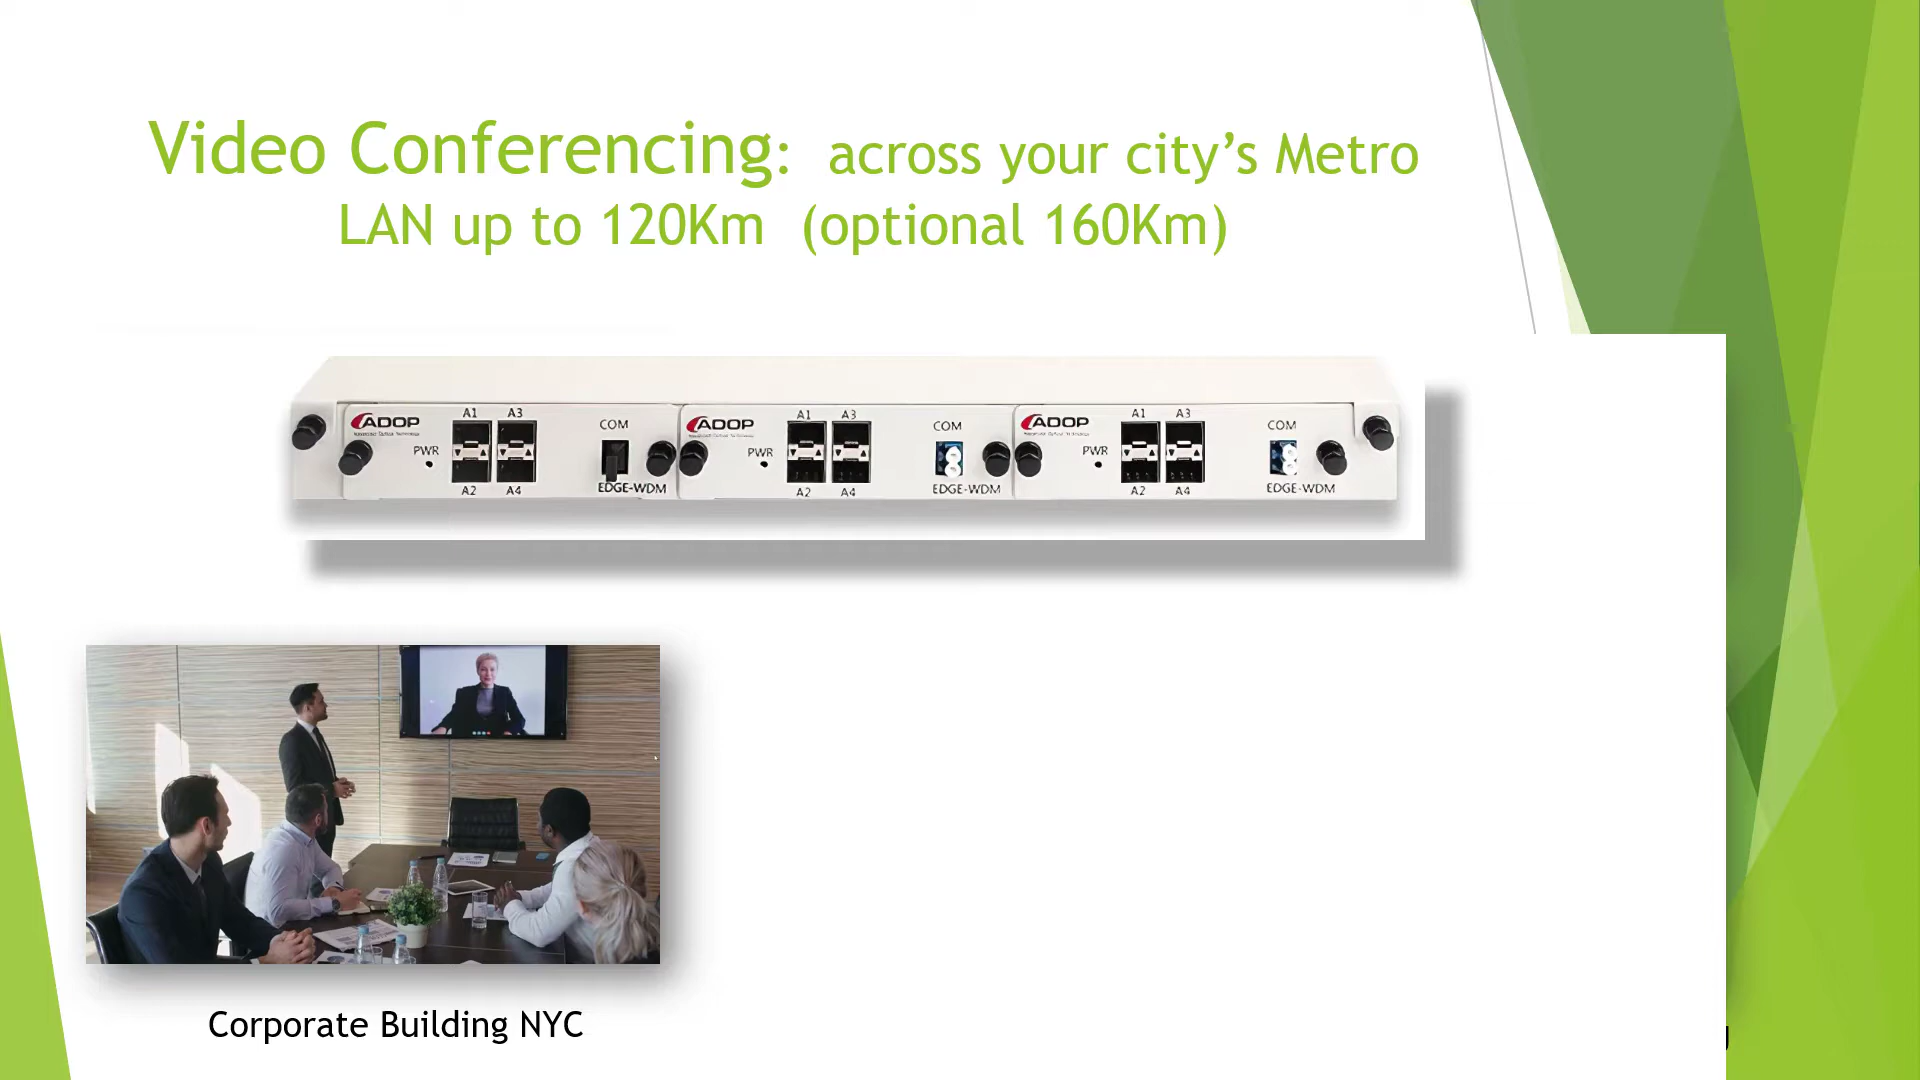 Video Conferencing: across your city's Metro
LAN up to 120Km (optional 160Km)
ADOP
A1 A3
PWR
A2 A4
COM
EDGE-WDM
ADOP
A1 A3
PWR
A2 A4
COM
EDGE-WDM
ADOP
A1 A3
PWR
A2 A4
COM
EDGE-WDM
Corporate Building NYC